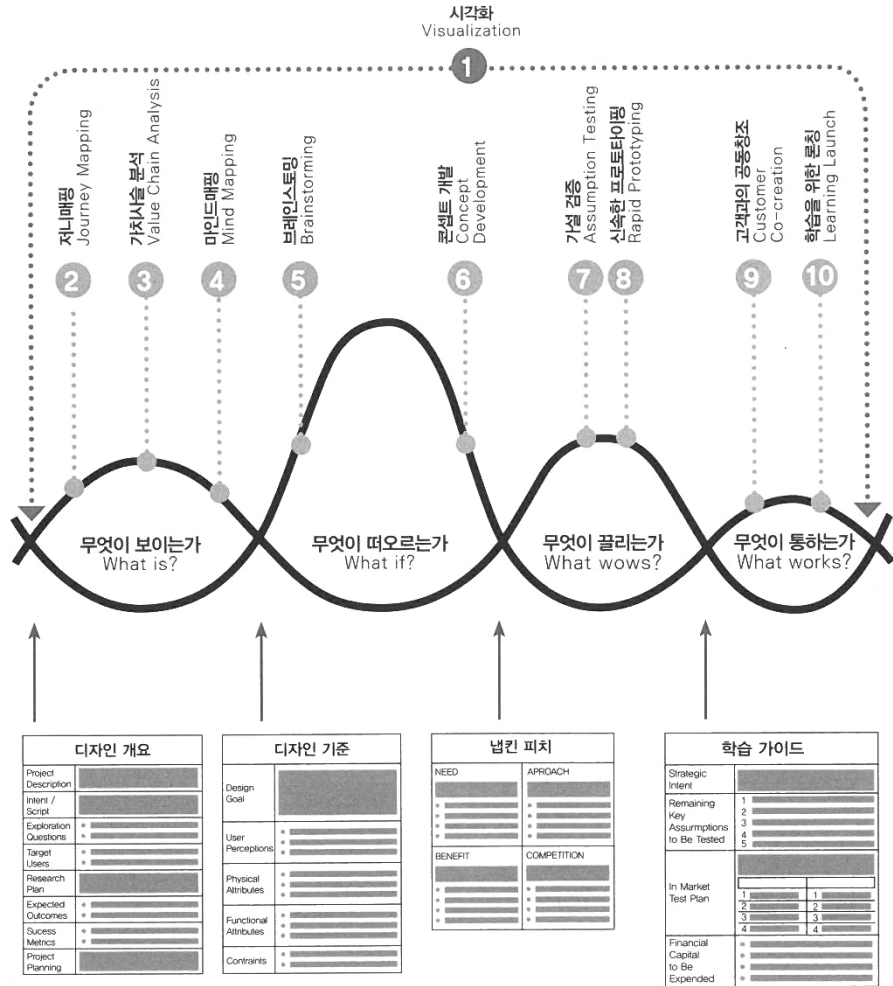 시각화
Visualization
1
저니매핑
Journey Mapping
2
가치사슬 분석
Value Chain Analysis
3
마인드매핑
Mind Mapping
4
브레인스토밍
Brainstorming
5
콘셉트 개발
Concept
Development
6
가설 검증
Assumption Testing
7
신속한 프로토타이핑
Rapid Prototyping
8
고객과의 공동창조
Customer
Co-creation
9
학습을 위한 론칭
Learning Launch
10
무엇이 보이는가
What is?
무엇이 떠오르는가
What if?
무엇이 끌리는가
What wows?
무엇이 통하는가
What works?
디자인 개요
Project
Description
Intent /
Script
Exploration
Questions
Target
Users
Research
Plan
Expected
Outcomes
Sucess
Metrics
Project
Planning
디자인 기준
Design
Goal
User
Perceptions
Physical
Attributes
Functional
Attributes
Contraints
냅킨 피치
NEED
APROACH
BENEFIT
COMPETITION
학습 가이드
Strategic
Intent
Remaining
Key
Assurmptions
to Be Tested
1
2
3
4
5
In Market
Test Plan
1 1
2 2
3 3
4 4
Financial
Capital
to Be
Expended